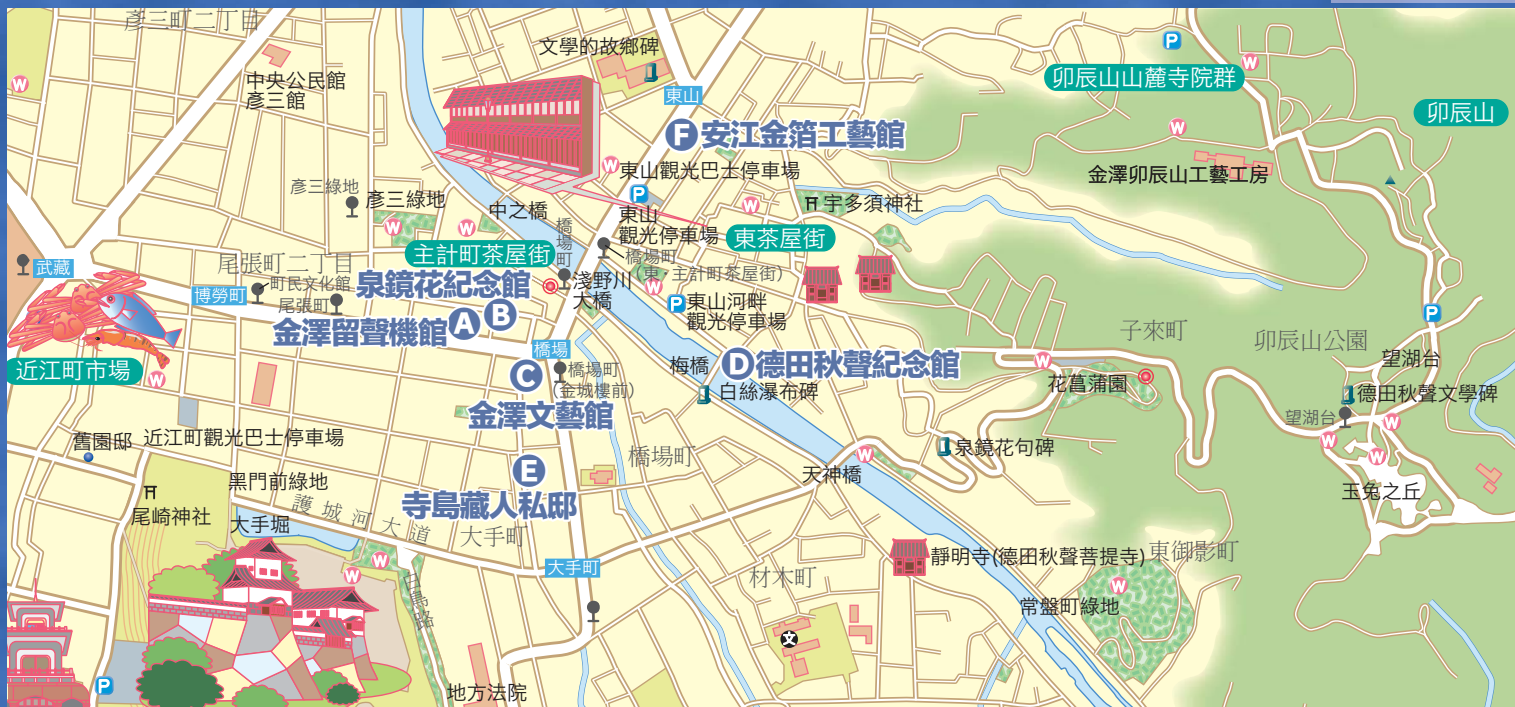 彥三町二丁目
文學的故鄉碑
P
卯辰山山麓寺院群
W
中央公民館
彥三館
東山
卯辰山
F 安江金箔工藝館
W
W
東山觀光巴士停車場
金澤卯辰山工藝工房
彥三綠地
彥三綠地
P
W
中之橋
東山
觀光停車場
宇多須神社
W
W
橋場町
東茶屋街
主計町茶屋街
橋場町
(東・主計町茶屋街)
尾張町二丁目
武藏
町民文化館
泉鏡花紀念館
淺野川
大橋
W
博勞町
尾張町
P
東山河畔
觀光停車場
P
B
金澤留聲機館 A
子來町
卯辰山公園
橋場
望湖台
近江町市場
W
C
橋場町
(金城樓前)
梅橋
D 德田秋聲紀念館
W
花菖蒲園
白絲瀑布碑
德田秋聲文學碑
金澤文藝館
望湖台
W
舊園邸
近江町觀光巴士停車場
橋場町
W
泉鏡花句碑
W
W
E
天神橋
黑門前綠地
玉兔之丘
寺島藏人私邸
尾崎神社
大手堀
護城河大道
大手町
W
W
大手町
靜明寺(德田秋聲菩提寺)
東御影町
白鳥路
材木町
W
常盤町綠地
文
P
地方法院